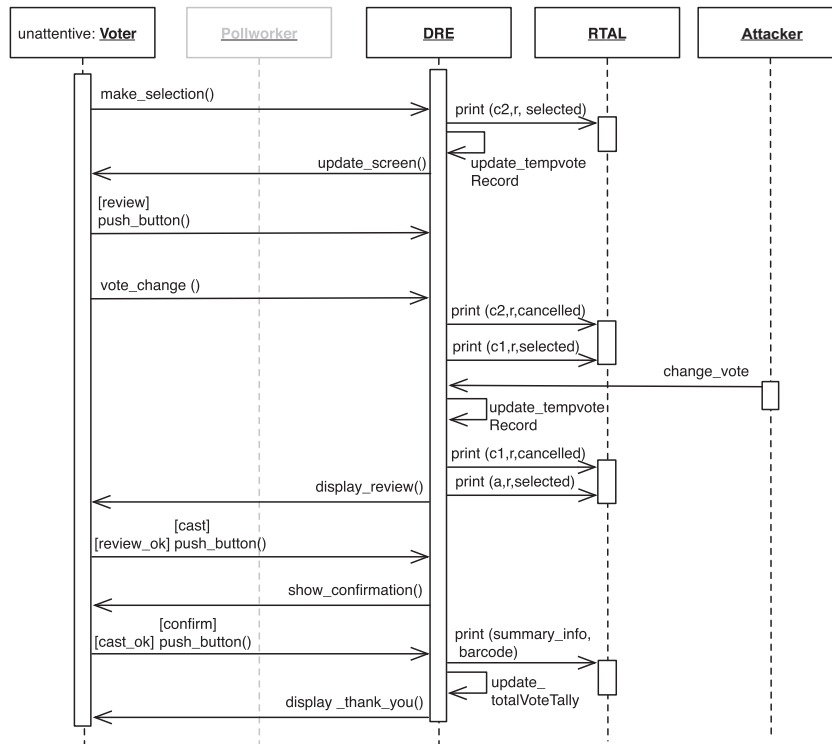 unattentive: Voter
Pollworker
DRE
RTAL
Attacker
make_selection()
print (c2,r, selected)
update_screen()
update_tempvote
Record
[review]
push_button()
vote_change ()
print (c2,r,cancelled)
print (c1,r,selected)
change_vote
update_tempvote
Record
print (c1,r,cancelled)
print (a,r,selected)
display_review()
[cast]
[review_ok] push_button()
show_confirmation()
[confirm]
[cast_ok] push_button()
print (summary_info,
barcode)
update_
totalVoteTally
display _thank_you()